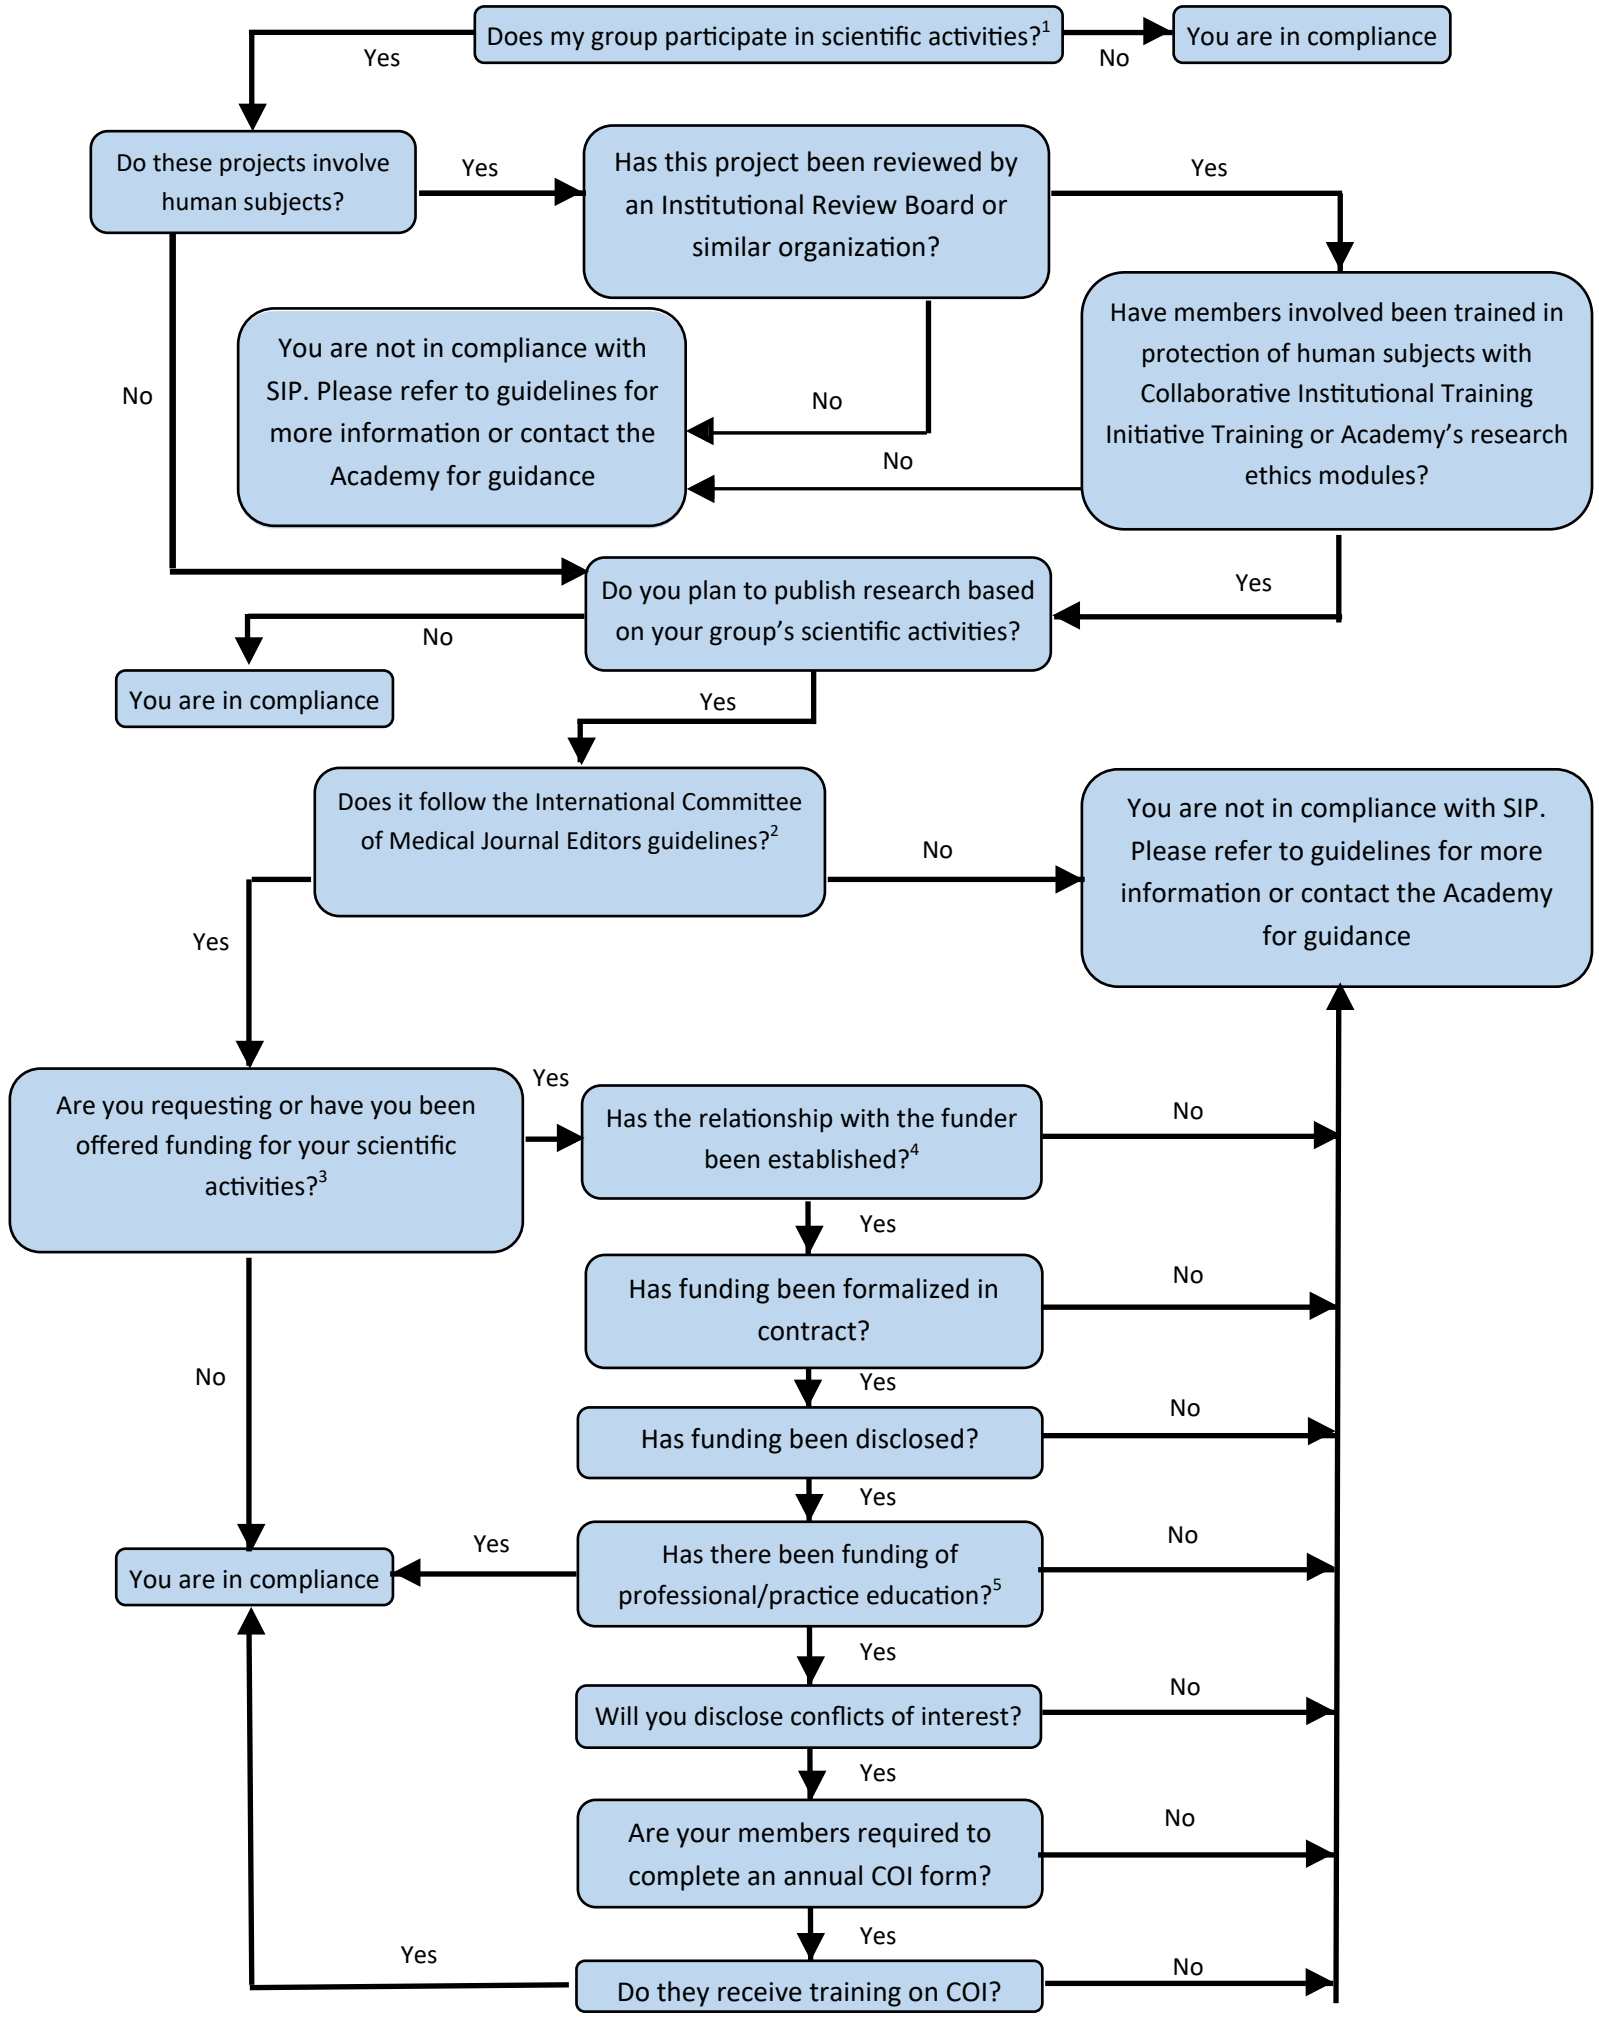 Does my group participate in scientific activities?1
You are in compliance
Yes
No
Do these projects involve
human subjects?
Yes
Has this project been reviewed by
an Institutional Review Board or
similar organization?
Yes
Have members involved been trained in
protection of human subjects with
Collaborative Institutional Training
Initiative Training or Academy’s research
ethics modules?
You are not in compliance with
SIP. Please refer to guidelines for
more information or contact the
Academy for guidance
No
No
No
Do you plan to publish research based
on your group’s scientific activities?
Yes
No
You are in compliance
Yes
Does it follow the International Committee
of Medical Journal Editors guidelines?2
No
You are not in compliance with SIP.
Please refer to guidelines for more
information or contact the Academy
for guidance
Yes
Are you requesting or have you been
offered funding for your scientific
activities?3
Yes
Has the relationship with the funder
been established?4
No
Yes
Has funding been formalized in
contract?
No
No
Yes
Has funding been disclosed?
No
Yes
Has there been funding of
professional/practice education?5
Yes
No
You are in compliance
Yes
Will you disclose conflicts of interest?
No
Yes
Are your members required to
complete an annual COI form?
No
Yes
Yes
Do they receive training on COI?
No